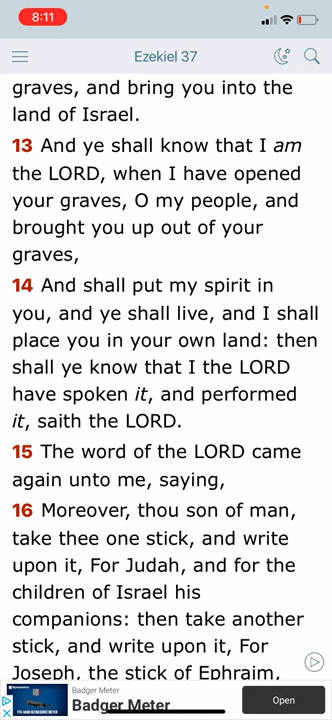 8:11
Ezekiel 37
graves, and bring you into the
land of Israel.
13 And ye shall know that I am
the LORD, when I have opened
your graves, O my people, and
brought you up out of your
graves,
14 And shall put my spirit in
you, and ye shall live, and I shall
place you in your own land: then
shall ye know that I the LORD
have spoken it, and performed
it, saith the LORD.
15 The word of the LORD came
again unto me, saying,
16 Moreover, thou son of man,
take thee one stick, and write
upon it, For Judah, and for the
children of Israel his
companions: then take another
stick, and write upon it, For
Joseph, the stick of Ephraim,
Badger Meter
Badger Meter
Open